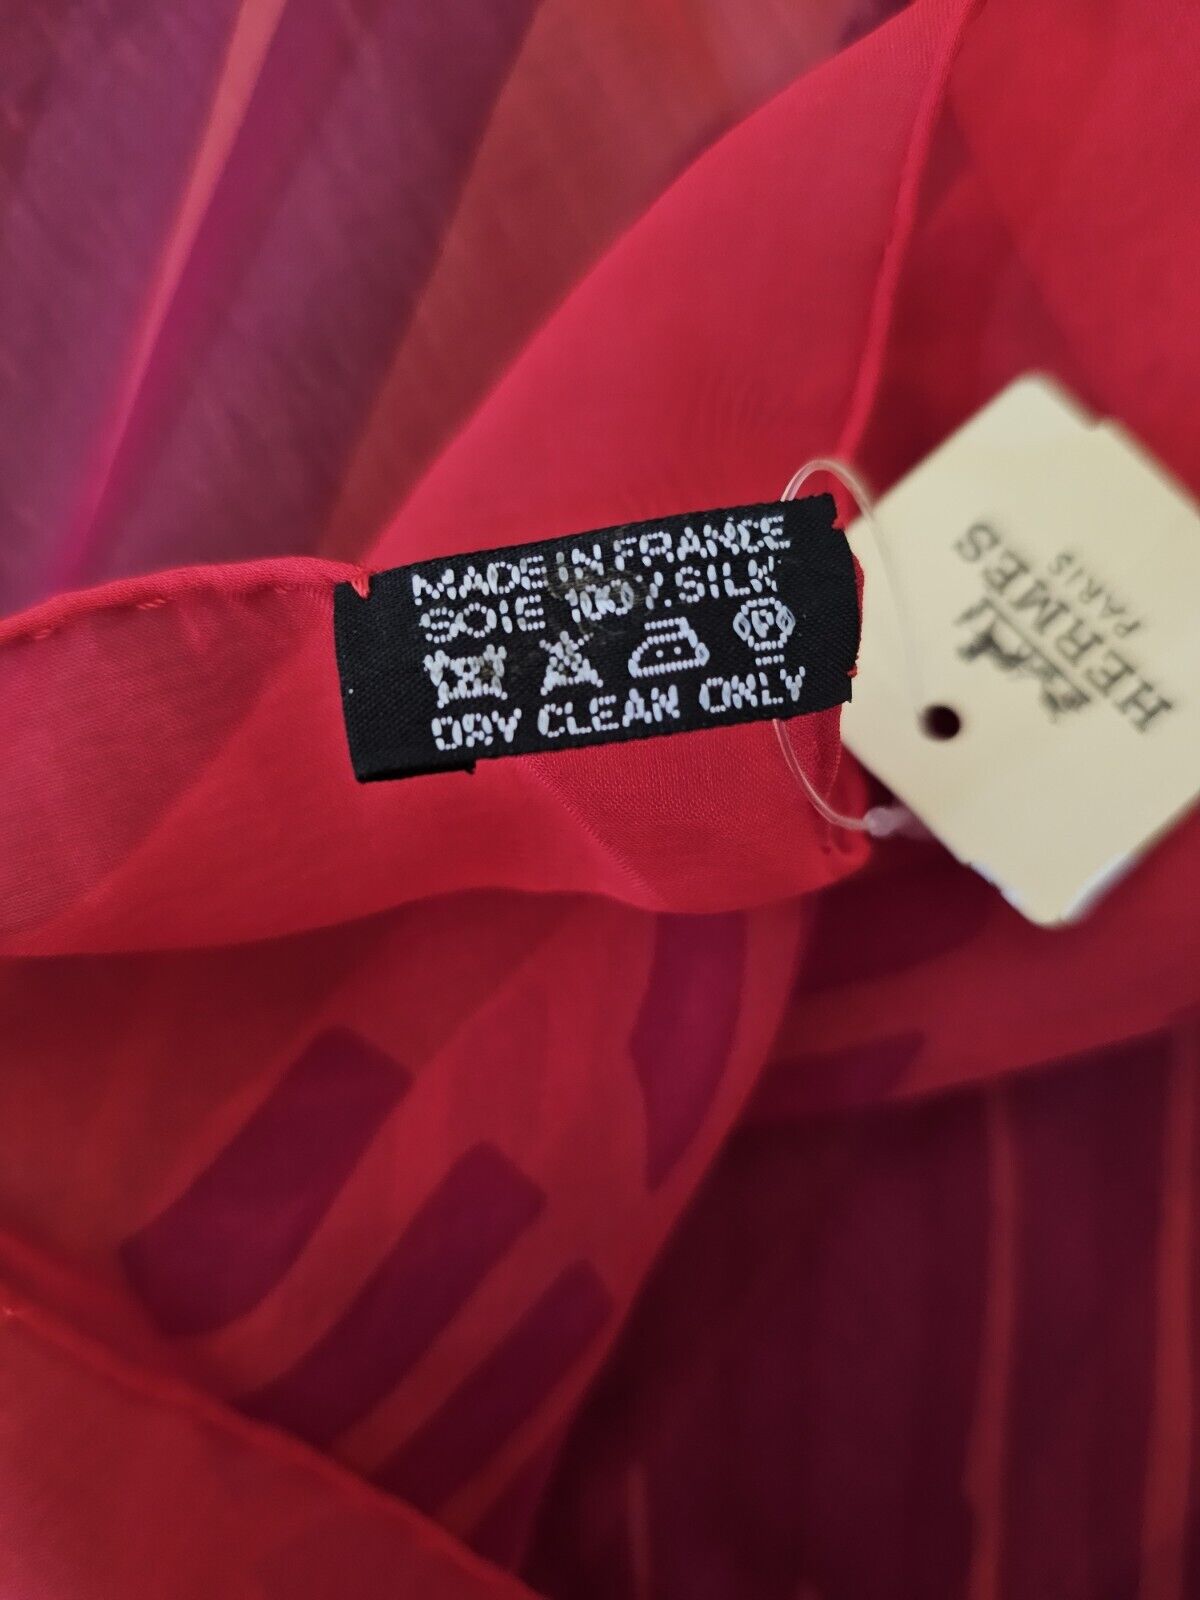 MADE IN FRANCE
SOIE 100% SILK
P
DRY CLEAN ONLY
HERMES
PARIS